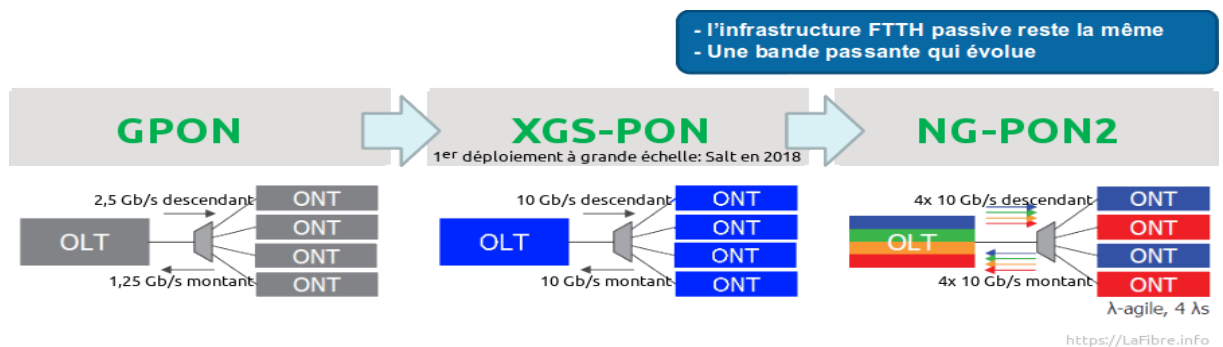 - l'infrastructure FTTH passive reste la même
- Une bande passante qui évolue
GPON
XGS-PON
1er déploiement à grande échelle: Salt en 2018
NG-PON2
2,5 Gb/s descendant
OLT
1,25 Gb/s montant
ONT
ONT
ONT
ONT
10 Gb/s descendant
OLT
10 Gb/s montant
ONT
ONT
ONT
ONT
4x 10 Gb/s descendant
OLT
4x 10 Gb/s montant
ONT
ONT
ONT
ONT
λ-agile, 4 λs
https://LaFibre.info